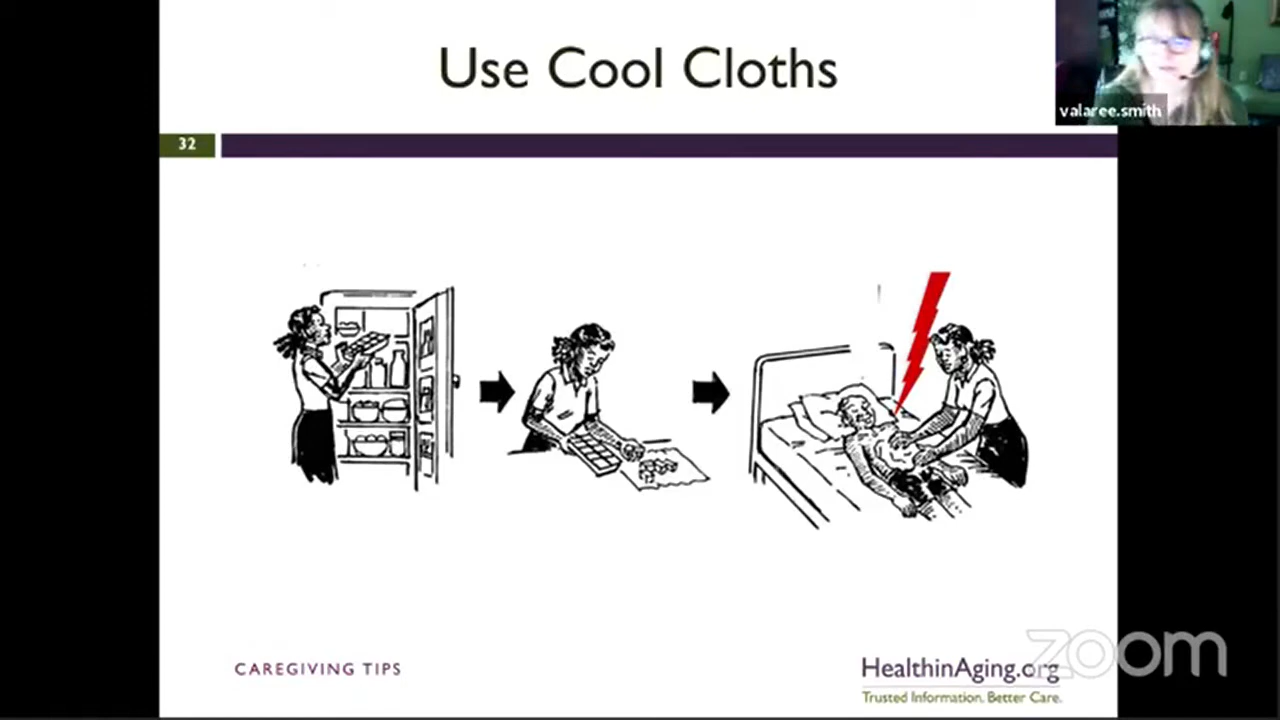 Use Cool Cloths
valaree.smith
32
CAREGIVING TIPS
HealthinAging.org
Trusted Information. Better Care.
zoom